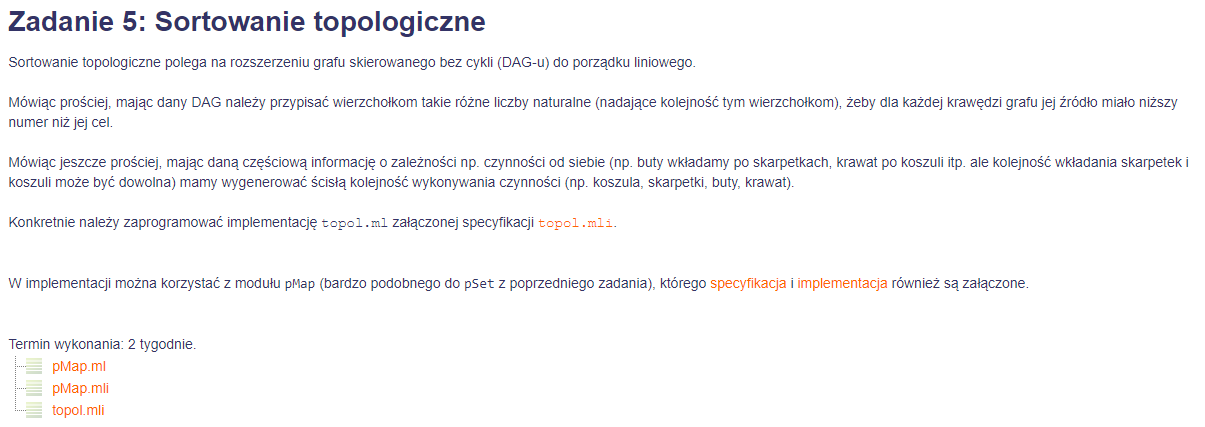 Zadanie 5: Sortowanie topologiczne
Sortowanie topologiczne polega na rozszerzeniu grafu skierowanego bez cykli (DAG-u) do porządku liniowego.
Mówiąc prościej, mając dany DAG należy przypisać wierzchołkom takie różne liczby naturalne (nadające kolejność tym wierzchołkom), żeby dla każdej krawędzi grafu jej źródło miało niższy
numer niż jej cel.
Mówiąc jeszcze prościej, mając daną częściową informację o zależności np. czynności od siebie (np. buty wkładamy po skarpetkach, krawat po koszuli itp. ale kolejność wkładania skarpetek i
koszuli może być dowolna) mamy wygenerować ścisłą kolejność wykonywania czynności (np. koszula, skarpetki, buty, krawat).
Konkretnie należy zaprogramować implementację topol.ml załączonej specyfikacji topol.mli.
W implementacji można korzystać z modułu pMap (bardzo podobnego do pSet z poprzedniego zadania), którego specyfikacja i implementacja również są załączone.
Termin wykonania: 2 tygodnie.
pMap.ml
pMap.mli
topol.mli